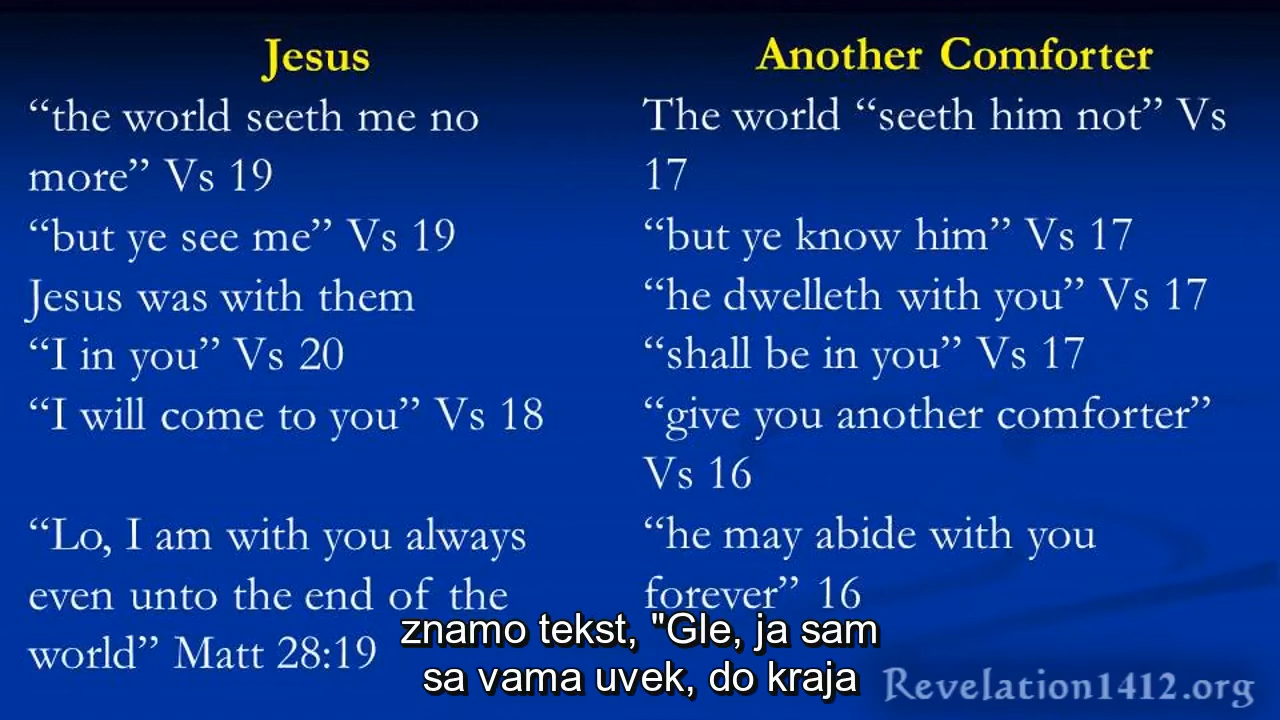 Jesus
“the world seeth me no
more” Vs 19
“but ye see me” Vs 19
Jesus was with them
“I in you” Vs 20
“I will come to you” Vs 18
“Lo, I am with you always
even unto the end of the
world” Matt 28:19
Another Comforter
The world “seeth him not” Vs
17
“but ye know him” Vs 17
“he dwelleth with you” Vs 17
“shall be in you” Vs 17
“give you another comforter”
Vs 16
“he may abide with you
forever” 16
znamo tekst, "Gle, ja sam
sa vama uvek, do kraja
Revelation1412.org